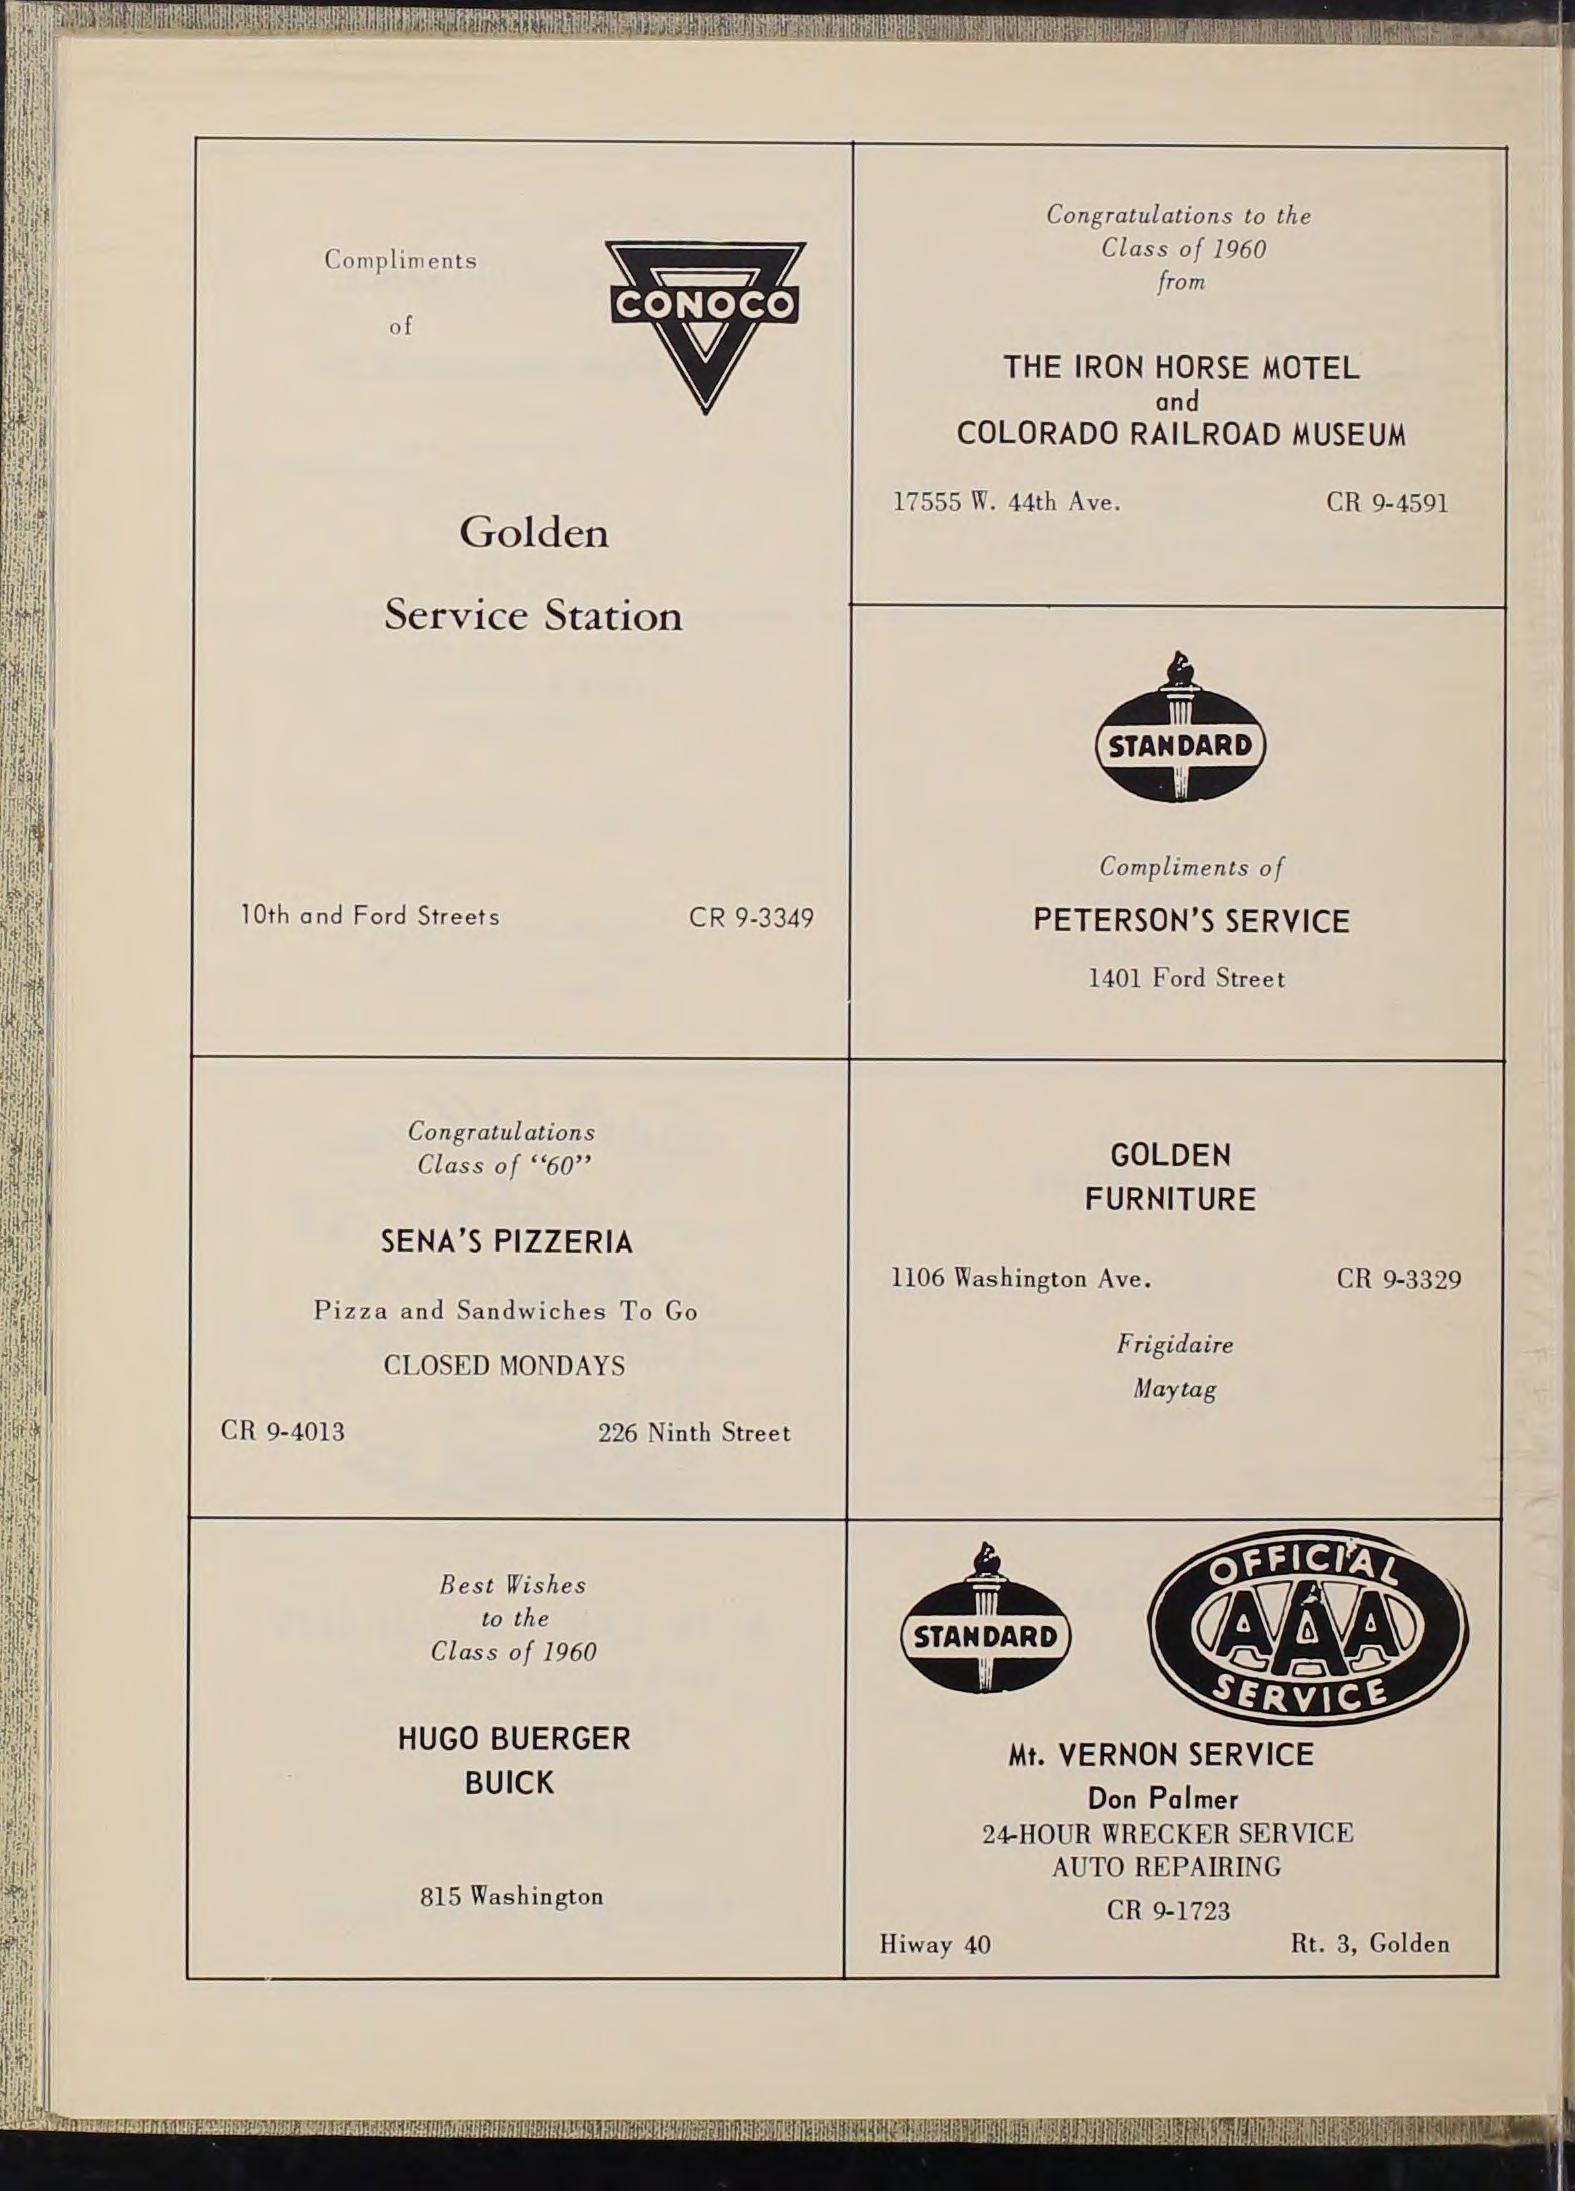 Compliments
of
CONOCO
Golden
Service Station
10th and Ford Streets CR 9-3349
Congratulations to the
Class of 1960
from
THE IRON HORSE MOTEL
and
COLORADO RAILROAD MUSEUM
17555 W. 44th Ave. CR 9-4591
STANDARD
Compliments of
PETERSON'S SERVICE
1401 Ford Street
Congratulations
Class of “60”
SENA'S PIZZERIA
Pizza and Sandwiches To Go
CLOSED MONDAYS
CR 9-4013 226 Ninth Street
GOLDEN
FURNITURE
1106 Washington Ave. CR 9-3329
Frigidaire
Maytag
Best Wishes
to the
Class of 1960
HUGO BUERGER
BUICK
815 Washington
STANDARD
OFFICIAL
AAA
SERVICE
Mt. VERNON SERVICE
Don Palmer
24-HOUR WRECKER SERVICE
AUTO REPAIRING
CR 9-1723
Hiway 40 Rt. 3, Golden